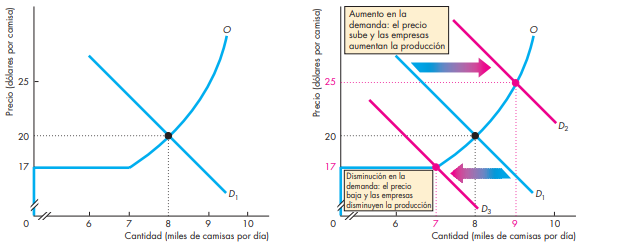 Precio (dólares por camisa)
O
25
20
17
D1
0
6
7
8
9
10
Cantidad (miles de camisas por día)
Precio (dólares por camisa)
Aumento en la
demanda: el precio
sube y las empresas
aumentan la producción
O
25
D2
20
17
Disminución en la
demanda: el precio
baja y las empresas
disminuyen la producción
D1
D3
0
6
7
8
9
10
Cantidad (miles de camisas por día)